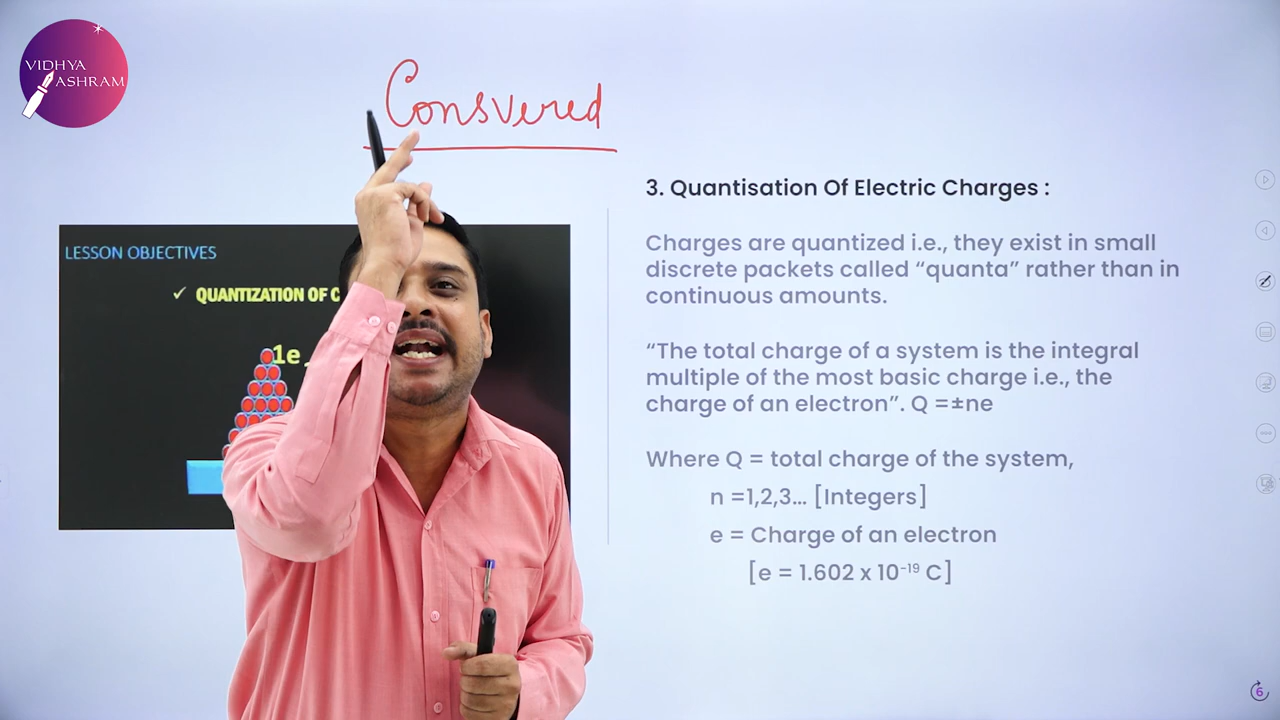 VIDHYA
ASHRAM
Consvered
3. Quantisation Of Electric Charges :
LESSON OBJECTIVES
Charges are quantized i.e., they exist in small
discrete packets called “quanta” rather than in
continuous amounts.
✓ QUANTIZATION OF C
1e
“The total charge of a system is the integral
multiple of the most basic charge i.e., the
charge of an electron”. Q =±ne
Where Q = total charge of the system,
n =1,2,3... [Integers]
e = Charge of an electron
[e = 1.602 x 10⁻¹⁹ C]
6